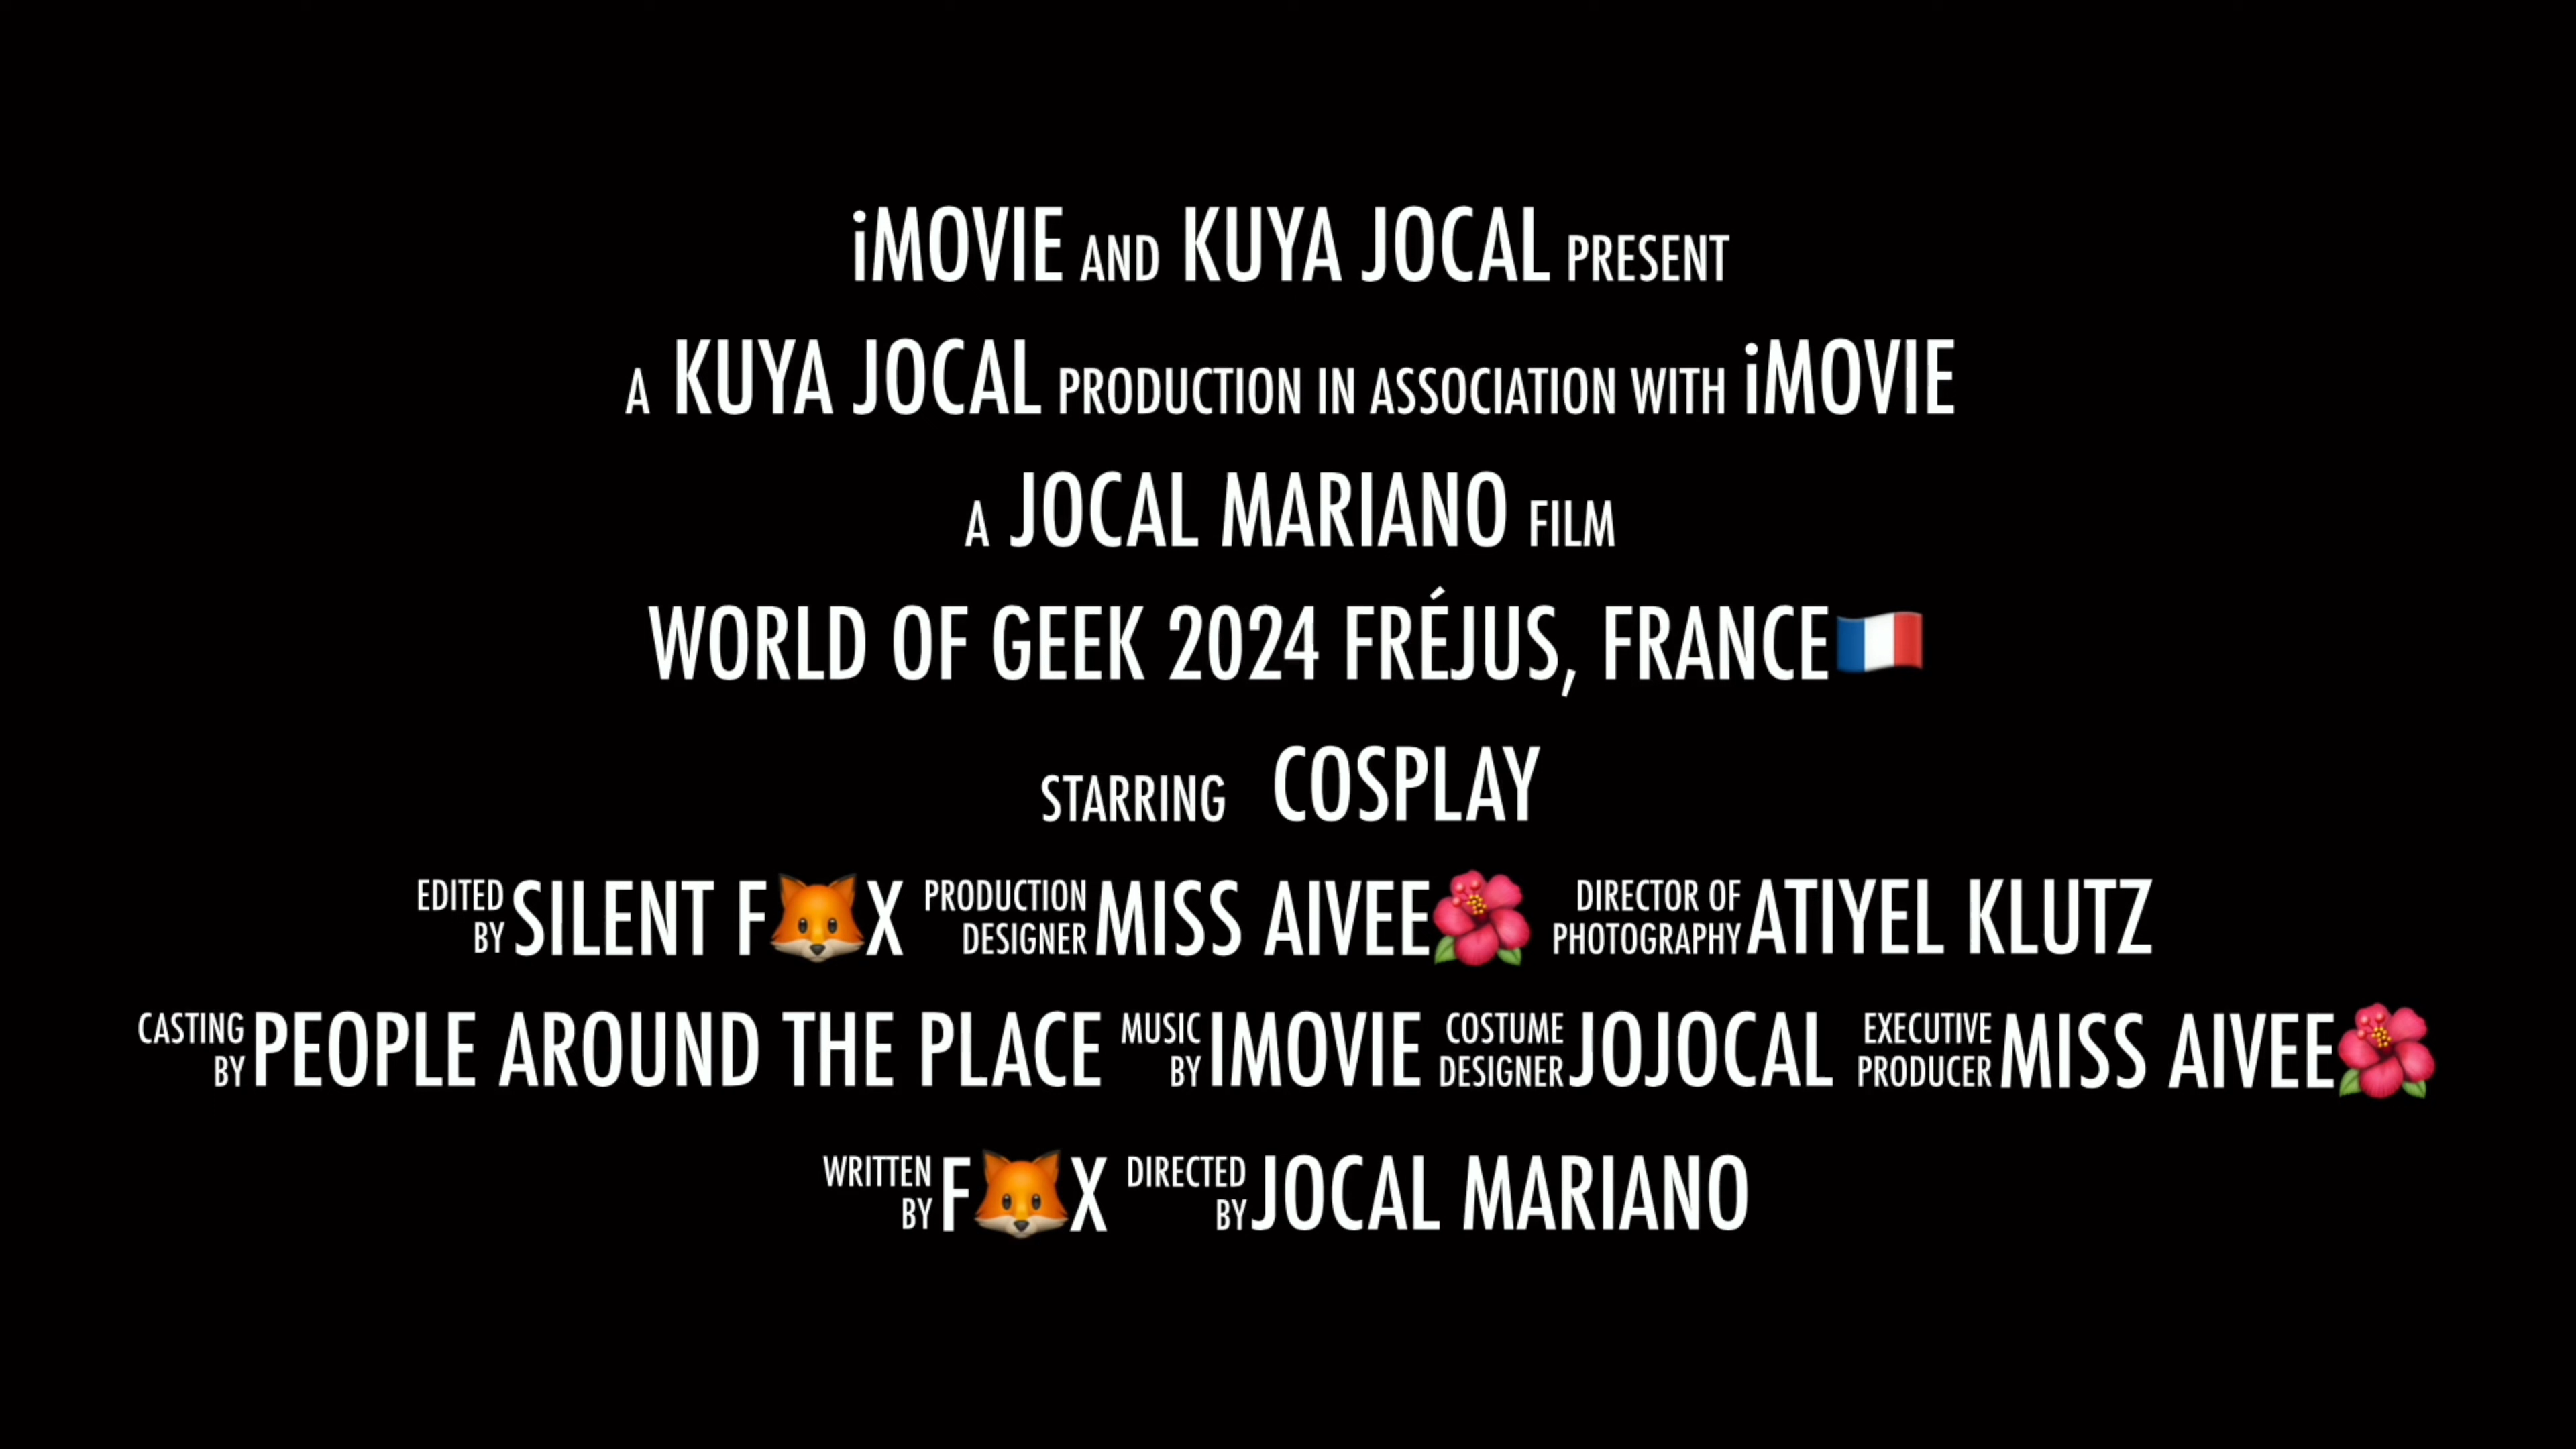 iMOVIE AND KUYA JOCAL PRESENT
A KUYA JOCAL PRODUCTION IN ASSOCIATION WITH iMOVIE
A JOCAL MARIANO FILM
WORLD OF GEEK 2024 FRÉJUS, FRANCE🇫🇷
STARRING COSPLAY
EDITED BY SILENT F🦊X PRODUCTION DESIGNER MISS AIVEE🌺 DIRECTOR OF PHOTOGRAPHY ATIYEL KLUTZ
CASTING BY PEOPLE AROUND THE PLACE MUSIC BY IMOVIE COSTUME DESIGNER JOJOCAL EXECUTIVE PRODUCER MISS AIVEE🌺
WRITTEN BY F🦊X DIRECTED BY JOCAL MARIANO